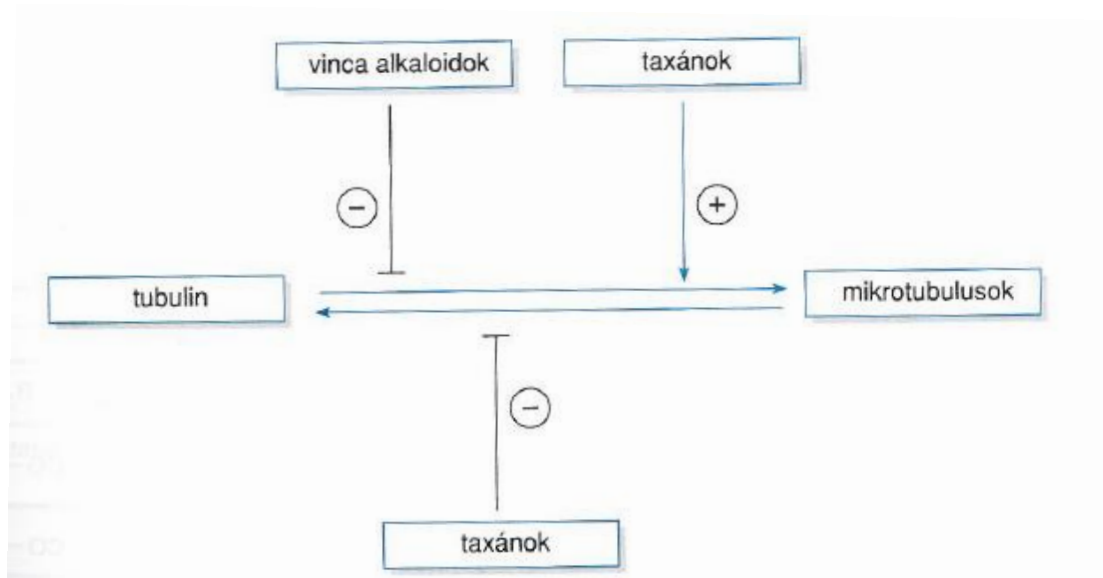 vinca alkaloidok
taxánok
−
+
tubulin
mikrotubulusok
−
taxánok